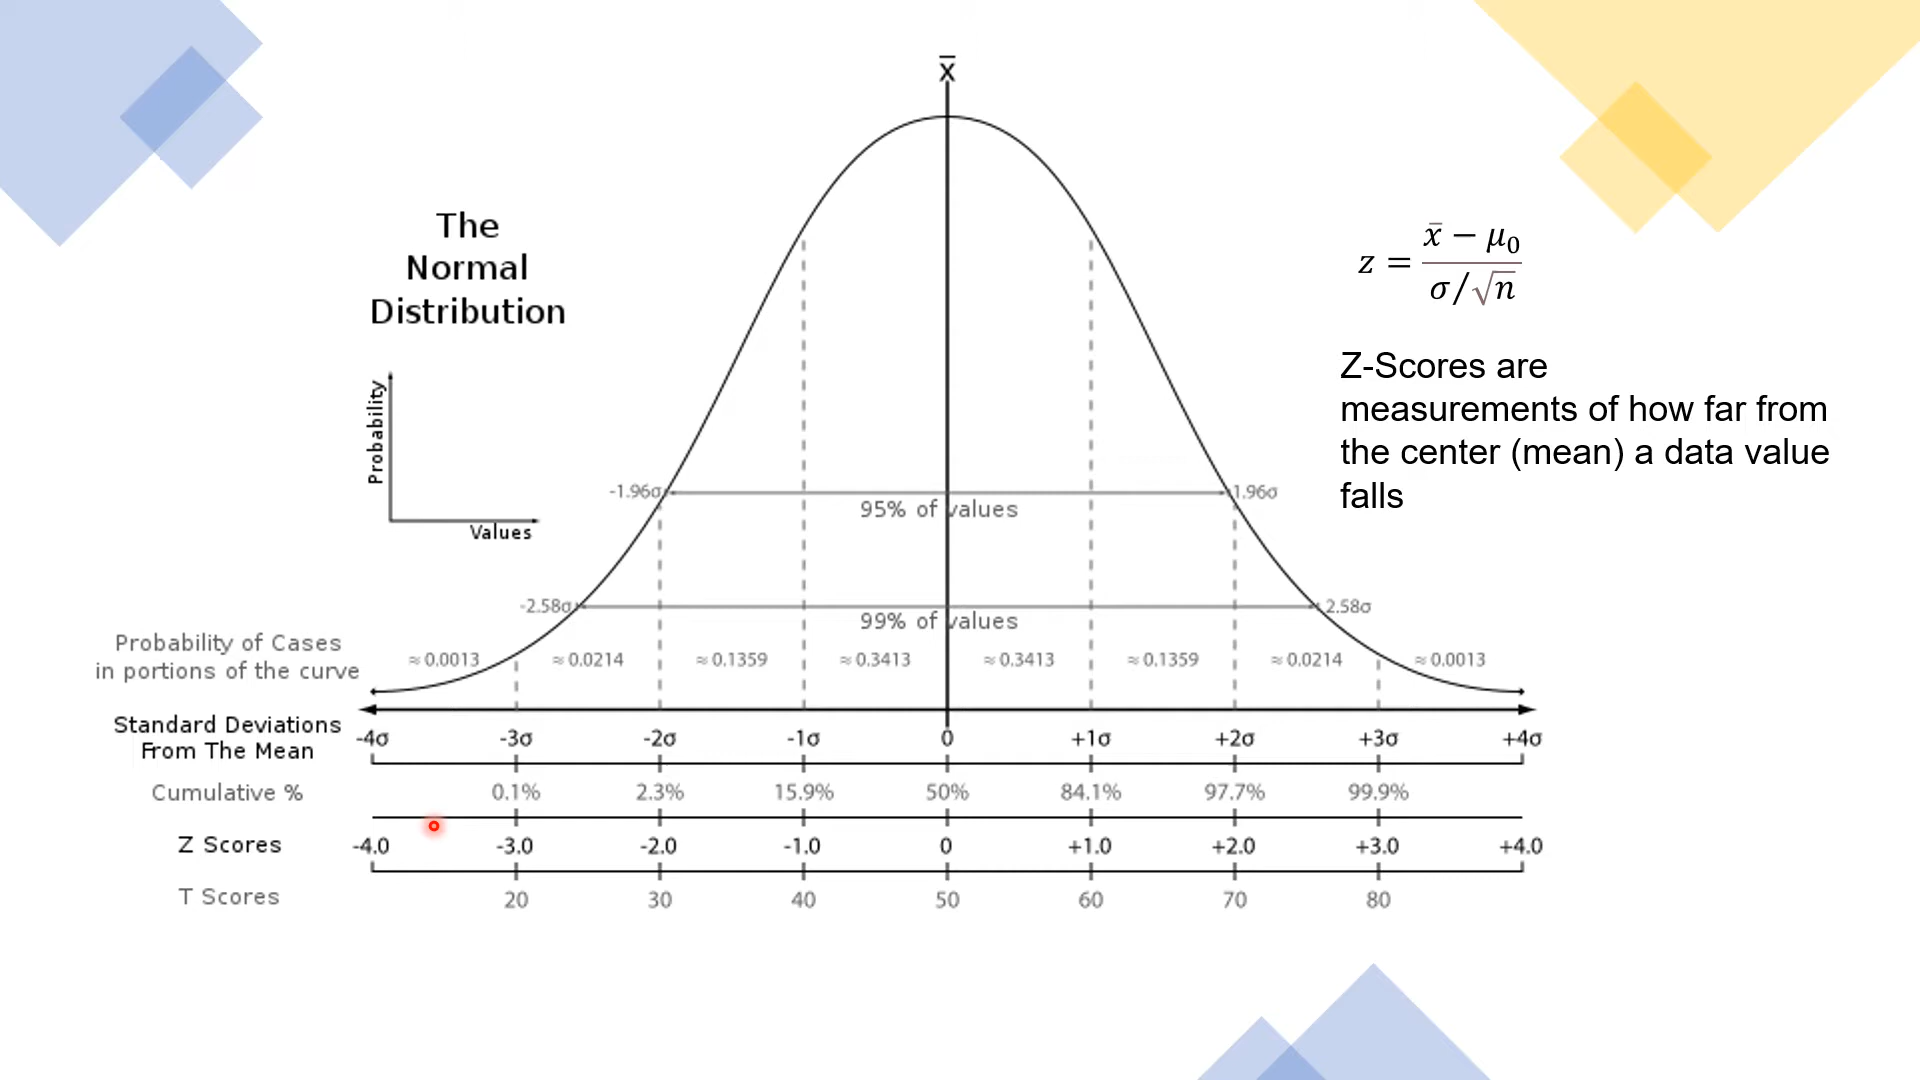 x̄
The
Normal
Distribution
Probability
Values
z = (x̄ − μ₀) / (σ/√n)
Z-Scores are
measurements of how far from
the center (mean) a data value
falls
-1.96σ 95% of values 1.96σ
-2.58σ 99% of values 2.58σ
Probability of Cases
in portions of the curve
≈ 0.0013 ≈ 0.0214 ≈ 0.1359 ≈ 0.3413 ≈ 0.3413 ≈ 0.1359 ≈ 0.0214 ≈ 0.0013
Standard Deviations
From The Mean
-4σ -3σ -2σ -1σ 0 +1σ +2σ +3σ +4σ
Cumulative % 0.1% 2.3% 15.9% 50% 84.1% 97.7% 99.9%
Z Scores -4.0 -3.0 -2.0 -1.0 0 +1.0 +2.0 +3.0 +4.0
T Scores 20 30 40 50 60 70 80